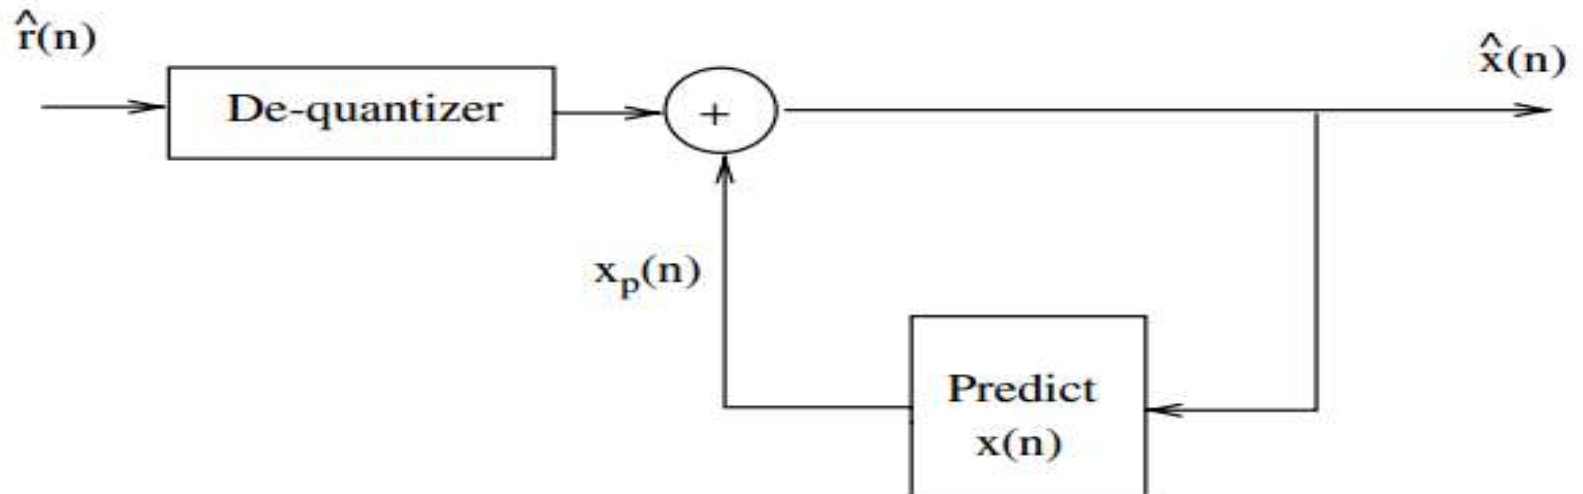 r̂(n)
x̂(n)
De-quantizer
+
xₚ(n)
Predict
x(n)